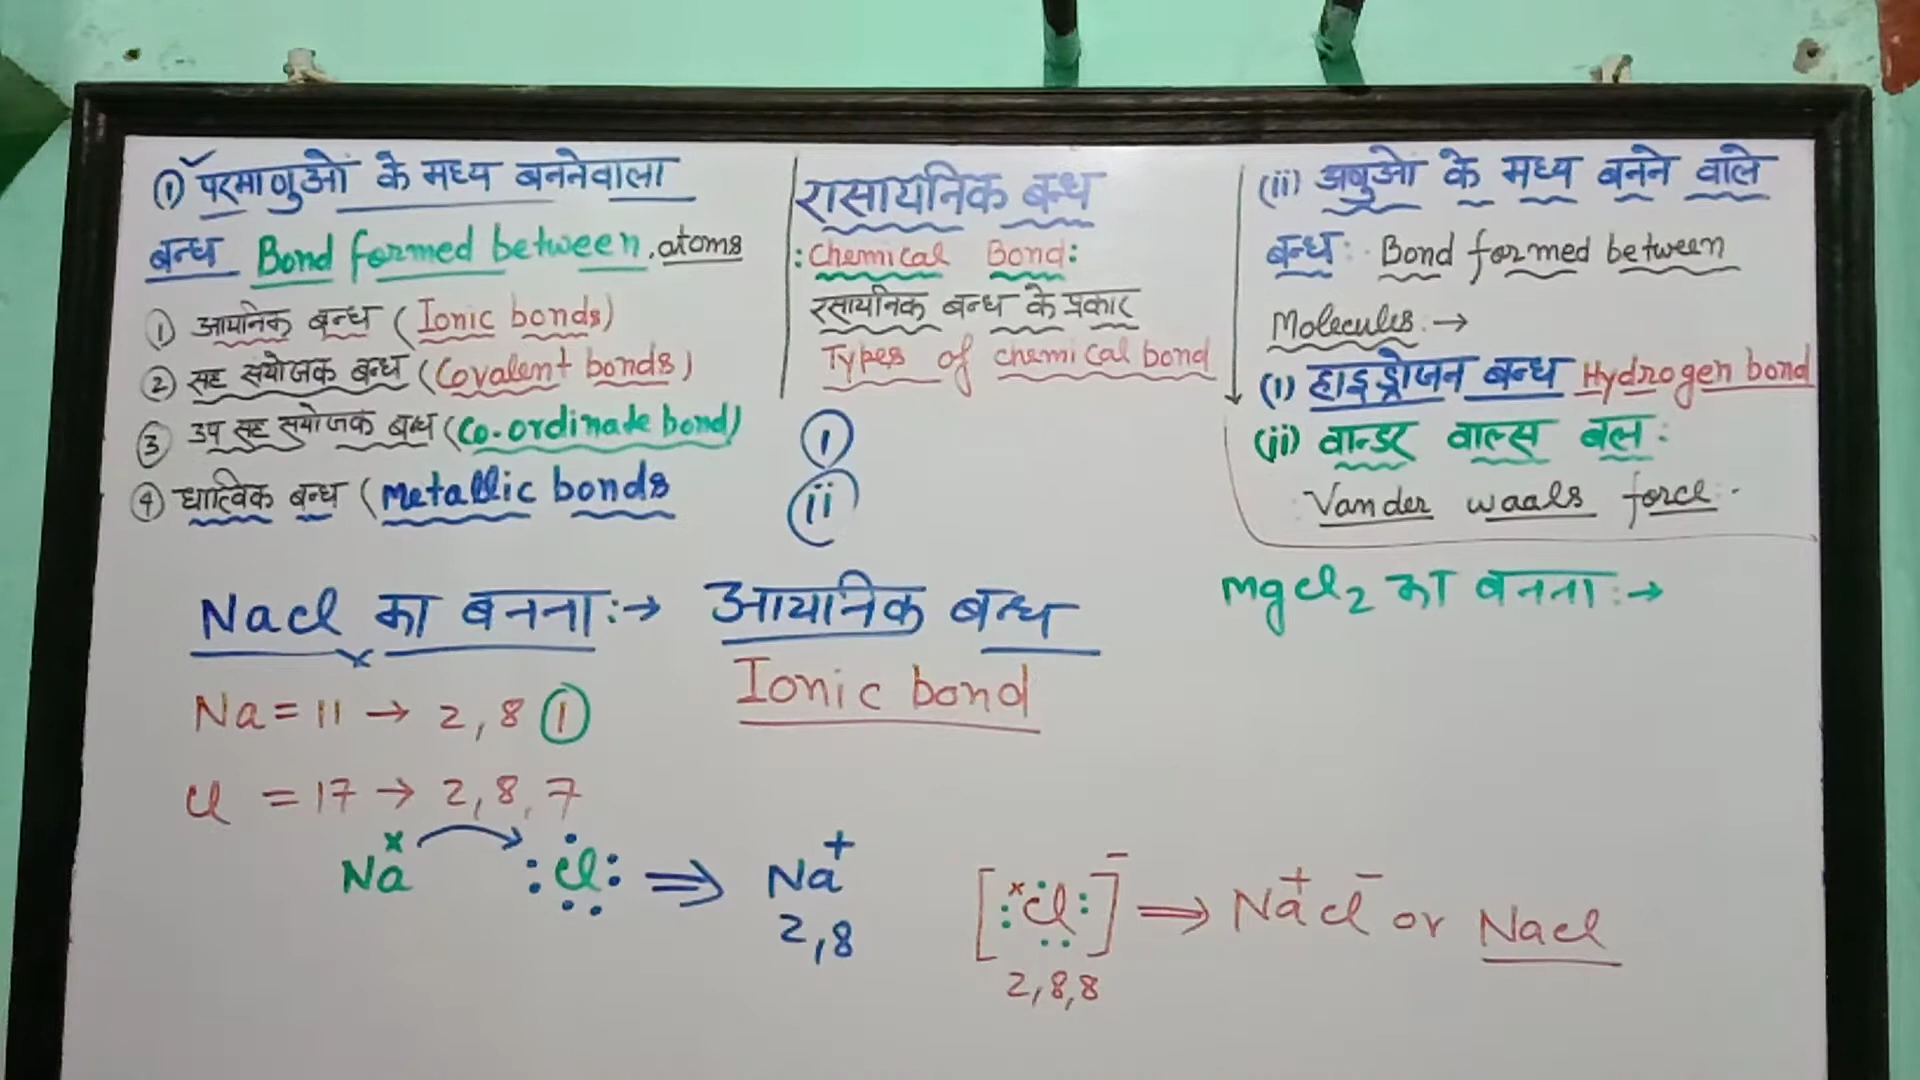 ① परमाणुओं के मध्य बननेवाला
बन्ध Bond formed between atoms
① आयनिक बन्ध (Ionic bonds)
② सह संयोजक बन्ध (Covalent bonds)
③ उप सह संयोजक बन्ध (Co-ordinate bond)
④ धात्विक बन्ध (Metallic bonds
रासायनिक बन्ध
:Chemical Bond:
रसायनिक बन्ध के प्रकार
Types of chemical bond
(i)
(ii)
(ii) अणुओ के मध्य बनने वाले
बन्ध: Bond formed between
Molecules:→
(i) हाइड्रोजन बन्ध Hydrogen bond
(ii) वान्डर वाल्स बल:
Vander waals force.
NaCl का बनना:→ आयनिक बन्ध
Ionic bond
MgCl2 का बनना:→
Na = 11 → 2, 8 ①
Cl = 17 → 2, 8, 7
Na x :Cl: ⇒ Na+ [x Cl:]- ⇒ Na+Cl- or NaCl
2,8 2,8,8